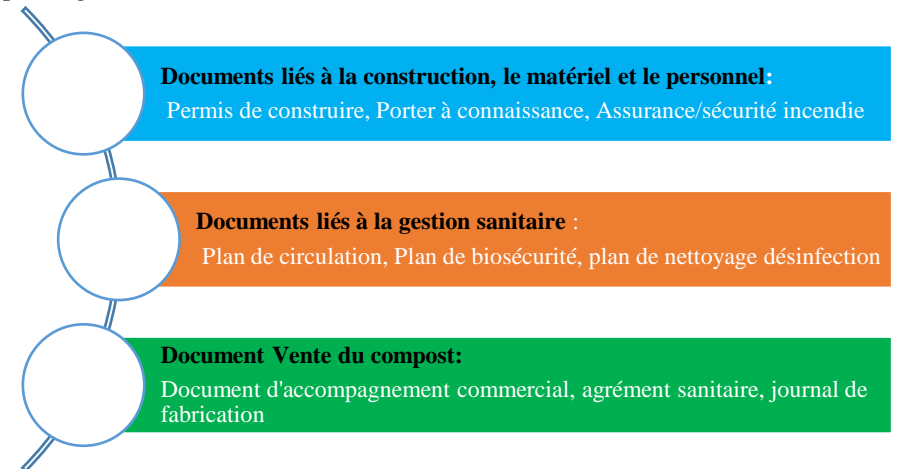 Documents liés à la construction, le matériel et le personnel:
Permis de construire, Porter à connaissance, Assurance/sécurité incendie
Documents liés à la gestion sanitaire :
Plan de circulation, Plan de biosécurité, plan de nettoyage désinfection
Document Vente du compost:
Document d'accompagnement commercial, agrément sanitaire, journal de
fabrication